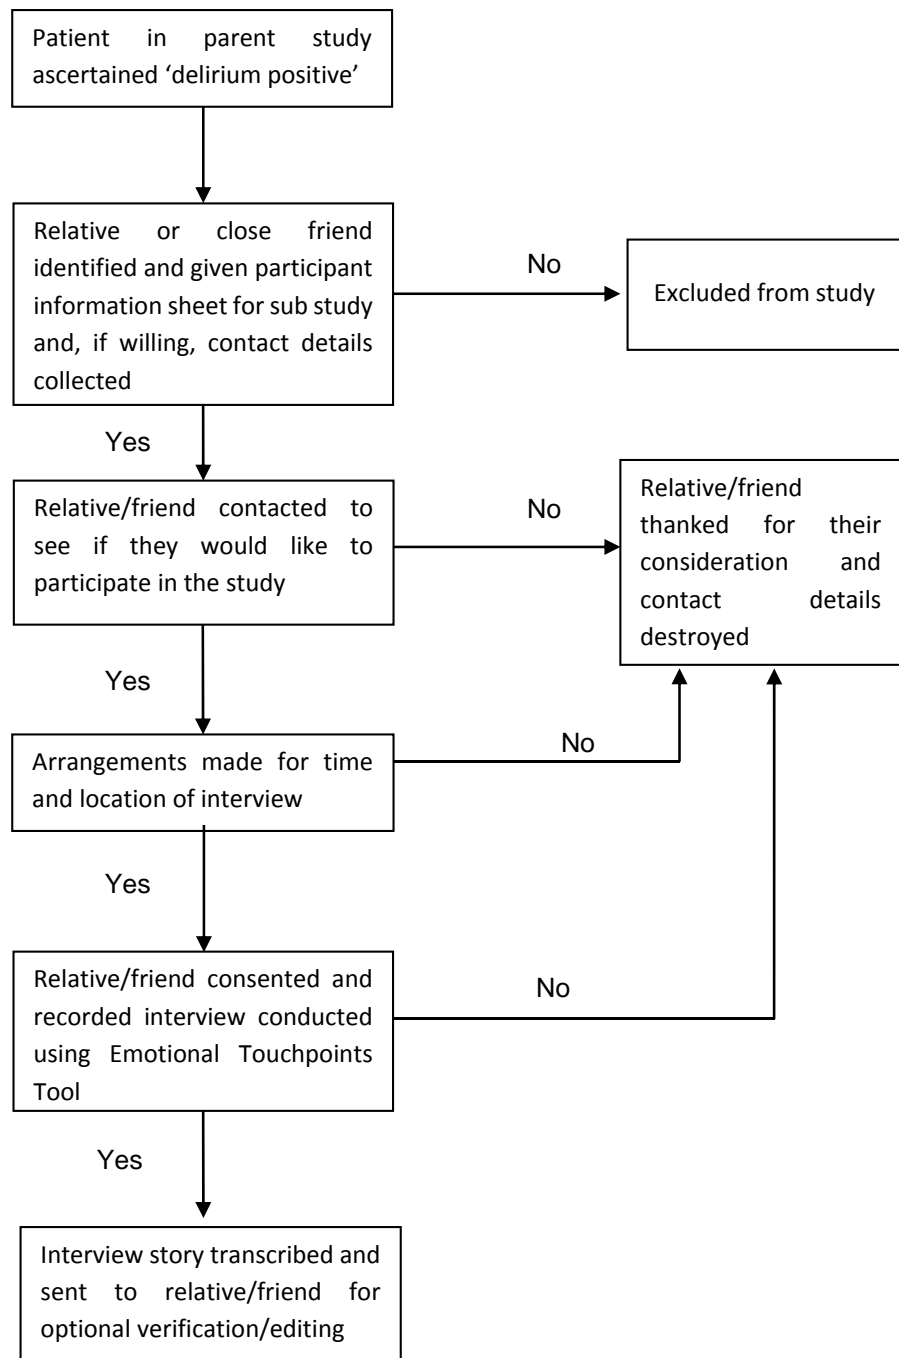 Patient in parent study
ascertained ‘delirium positive’
Relative or close friend
identified and given participant
information sheet for sub study
and, if willing, contact details
collected
No
Excluded from study
Yes
Relative/friend contacted to
see if they would like to
participate in the study
No
Relative/friend
thanked for their
consideration and
contact details
destroyed
Yes
Arrangements made for time
and location of interview
No
Yes
Relative/friend consented and
recorded interview conducted
using Emotional Touchpoints
Tool
No
Yes
Interview story transcribed and
sent to relative/friend for
optional verification/editing